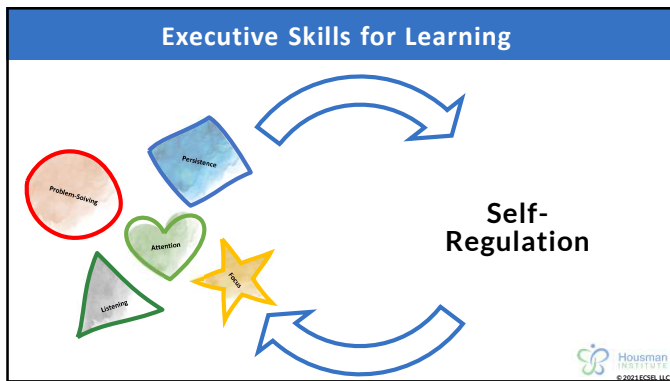 Executive Skills for Learning
Persistence
Problem-Solving
Attention
Focus
Listening
Self-
Regulation
Housman
INSTITUTE
© 2021 ECSEL LLC